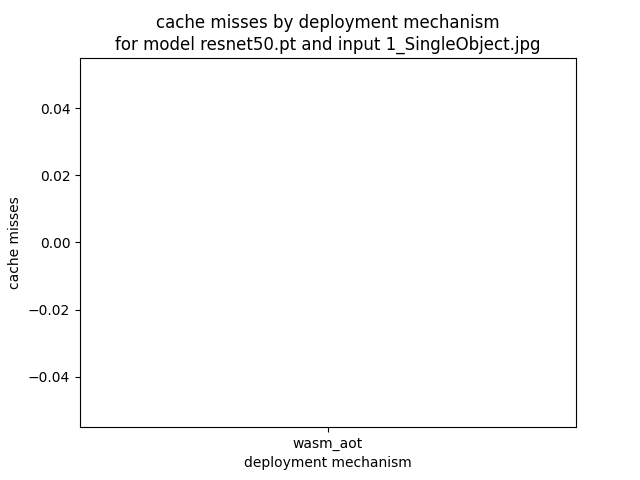 cache misses by deployment mechanism
for model resnet50.pt and input 1_SingleObject.jpg
0.04
0.02
0.00
−0.02
−0.04
cache misses
wasm_aot
deployment mechanism